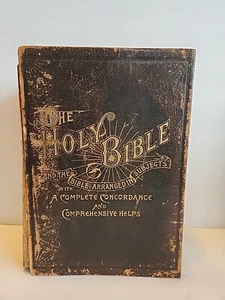 THE
HOLY BIBLE
AND THE BIBLE ARRANGED IN SUBJECTS
WITH
A COMPLETE CONCORDANCE
AND
COMPREHENSIVE HELPS